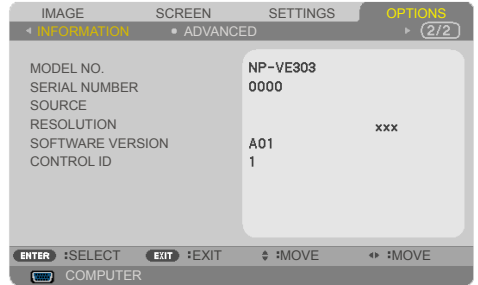 IMAGE SCREEN SETTINGS OPTIONS
INFORMATION • ADVANCED 2/2
MODEL NO. NP-VE303
SERIAL NUMBER 0000
SOURCE
RESOLUTION xxx
SOFTWARE VERSION A01
CONTROL ID 1
ENTER :SELECT EXIT :EXIT :MOVE :MOVE
COMPUTER